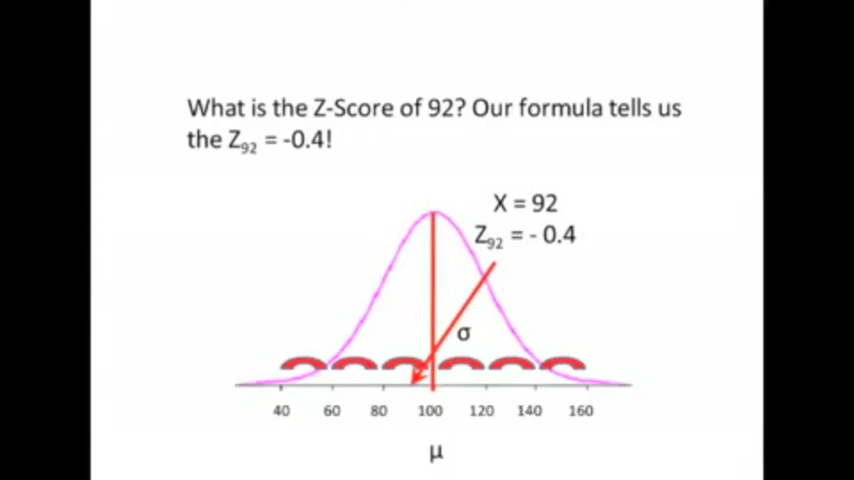 What is the Z-Score of 92? Our formula tells us
the Z₉₂ = -0.4!
X = 92
Z₉₂ = - 0.4
σ
40 60 80 100 120 140 160
μ